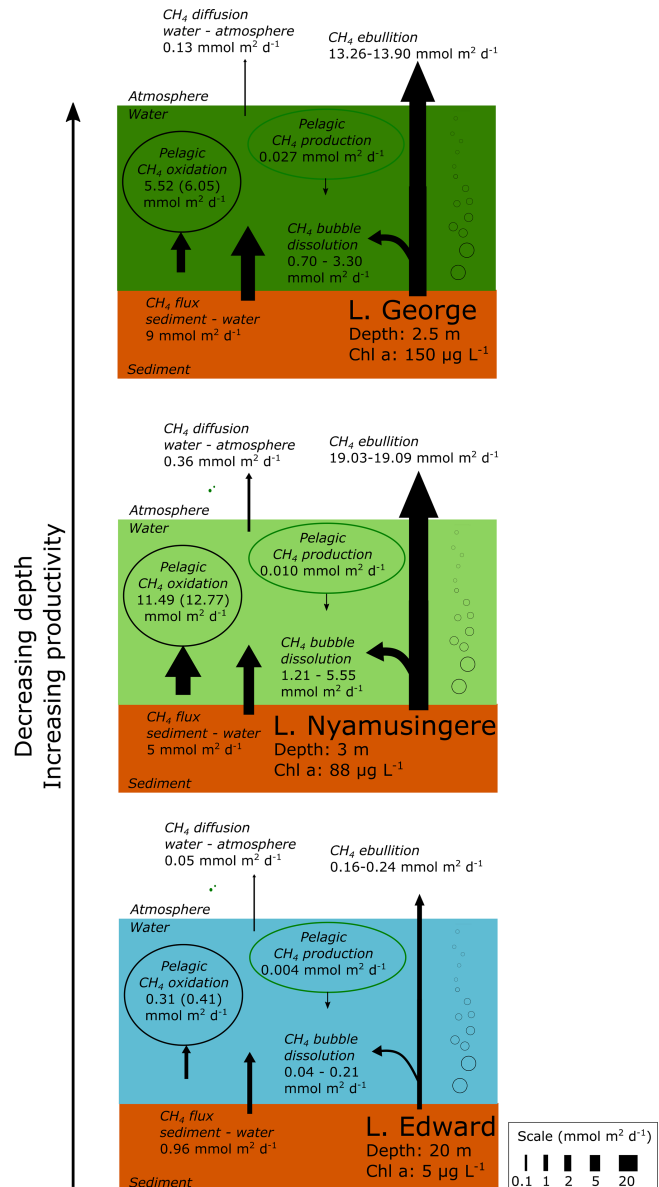 CH₄ diffusion
water - atmosphere
0.13 mmol m² d⁻¹
CH₄ ebullition
13.26-13.90 mmol m² d⁻¹
Atmosphere
Water
Pelagic
CH₄ oxidation
5.52 (6.05)
mmol m² d⁻¹
Pelagic
CH₄ production
0.027 mmol m² d⁻¹
CH₄ bubble
dissolution
0.70 - 3.30
mmol m² d⁻¹
CH₄ flux
sediment - water
9 mmol m² d⁻¹
Sediment
L. George
Depth: 2.5 m
Chl a: 150 µg L⁻¹
CH₄ diffusion
water - atmosphere
0.36 mmol m² d⁻¹
CH₄ ebullition
19.03-19.09 mmol m² d⁻¹
Atmosphere
Water
Pelagic
CH₄ oxidation
11.49 (12.77)
mmol m² d⁻¹
Pelagic
CH₄ production
0.010 mmol m² d⁻¹
CH₄ bubble
dissolution
1.21 - 5.55
mmol m² d⁻¹
CH₄ flux
sediment - water
5 mmol m² d⁻¹
Sediment
L. Nyamusingere
Depth: 3 m
Chl a: 88 µg L⁻¹
Decreasing depth
Increasing productivity
CH₄ diffusion
water - atmosphere
0.05 mmol m² d⁻¹
CH₄ ebullition
0.16-0.24 mmol m² d⁻¹
Atmosphere
Water
Pelagic
CH₄ oxidation
0.31 (0.41)
mmol m² d⁻¹
Pelagic
CH₄ production
0.004 mmol m² d⁻¹
CH₄ bubble
dissolution
0.04 - 0.21
mmol m² d⁻¹
CH₄ flux
sediment - water
0.96 mmol m² d⁻¹
Sediment
L. Edward
Depth: 20 m
Chl a: 5 µg L⁻¹
Scale (mmol m² d⁻¹)
0.1 1 2 5 20